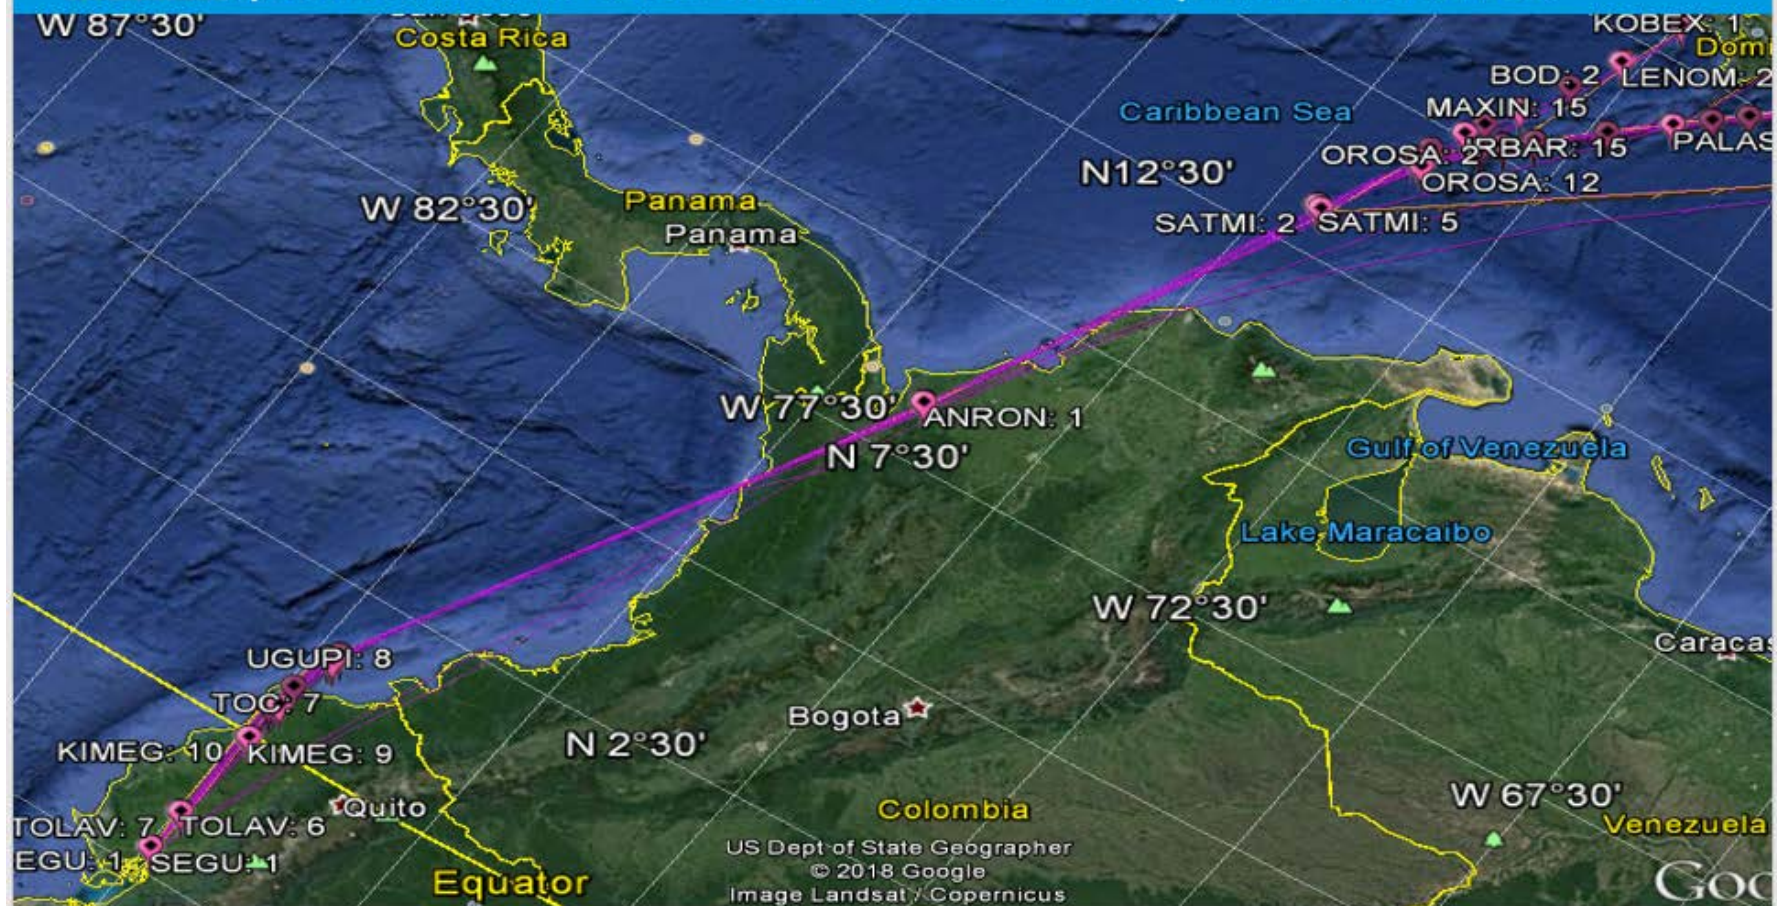 W 87°30'
Costa Rica
KOBEX: 1
BOD: 2
LENOM: 2
MAXIN: 15
Caribbean Sea
OROSA: 2
RBAR: 15
PALAS
N12°30'
OROSA: 12
W 82°30'
Panama
Panama
SATMI: 2
SATMI: 5
W 77°30'
ANRON: 1
N 7°30'
Gulf of Venezuela
Lake Maracaibo
W 72°30'
Caracas
UGUPI: 8
TOC: 7
Bogota
N 2°30'
KIMEG: 10
KIMEG: 9
W 67°30'
Quito
Colombia
Venezuela
TOLAV: 7
TOLAV: 6
EGU: 1
SEGU: 1
US Dept of State Geographer
© 2018 Google
Image Landsat / Copernicus
Equator
Goo